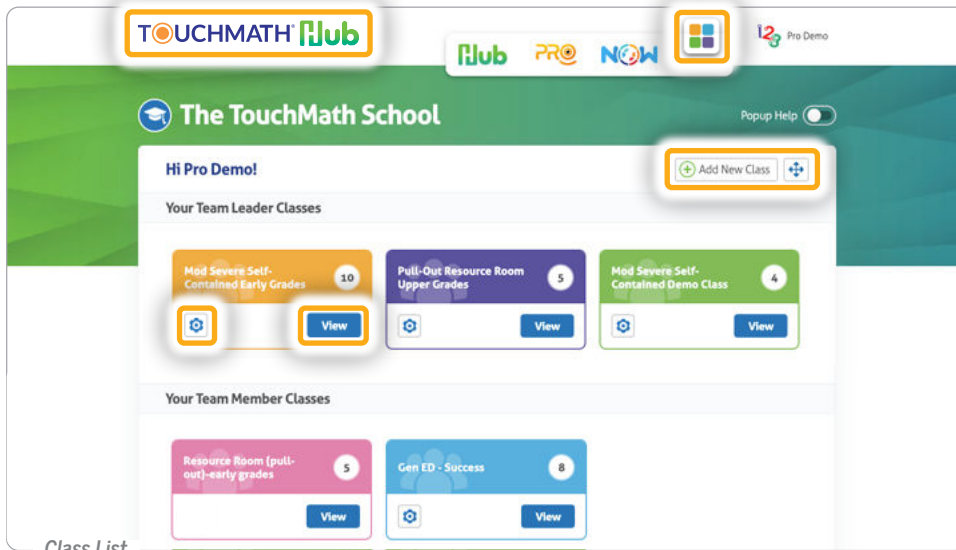 TOUCHMATH Hub
Hub PRO NOW
123 Pro Demo
The TouchMath School
Popup Help
Hi Pro Demo!
Add New Class
Your Team Leader Classes
Mod Severe Self-
Contained Early Grades
10
Pull-Out Resource Room
Upper Grades
5
Mod Severe Self-
Contained Demo Class
4
View
View
View
Your Team Member Classes
Resource Room (pull-
out)-early grades
5
Gen ED - Success
8
View
View
Class List